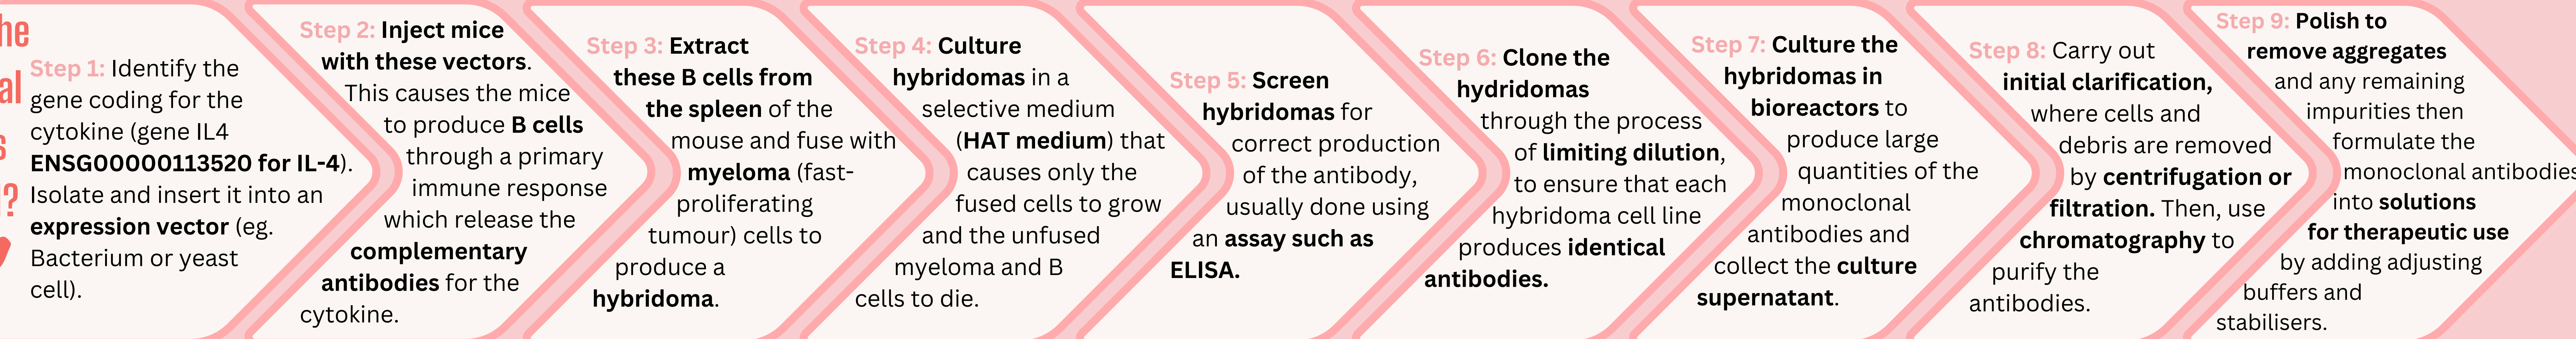 he
al
s
l?
Step 1: Identify the
gene coding for the
cytokine (gene IL4
ENSG00000113520 for IL-4).
Isolate and insert it into an
expression vector (eg.
Bacterium or yeast
cell).
Step 2: Inject mice
with these vectors.
This causes the mice
to produce B cells
through a primary
immune response
which release the
complementary
antibodies for the
cytokine.
Step 3: Extract
these B cells from
the spleen of the
mouse and fuse with
myeloma (fast-
proliferating
tumour) cells to
produce a
hybridoma.
Step 4: Culture
hybridomas in a
selective medium
(HAT medium) that
causes only the
fused cells to grow
and the unfused
myeloma and B
cells to die.
Step 5: Screen
hybridomas for
correct production
of the antibody,
usually done using
an assay such as
ELISA.
Step 6: Clone the
hydridomas
through the process
of limiting dilution,
to ensure that each
hybridoma cell line
produces identical
antibodies.
Step 7: Culture the
hybridomas in
bioreactors to
produce large
quantities of the
monoclonal
antibodies and
collect the culture
supernatant.
Step 8: Carry out
initial clarification,
where cells and
debris are removed
by centrifugation or
filtration. Then, use
chromatography to
purify the
antibodies.
Step 9: Polish to
remove aggregates
and any remaining
impurities then
formulate the
monoclonal antibodies
into solutions
for therapeutic use
by adding adjusting
buffers and
stabilisers.